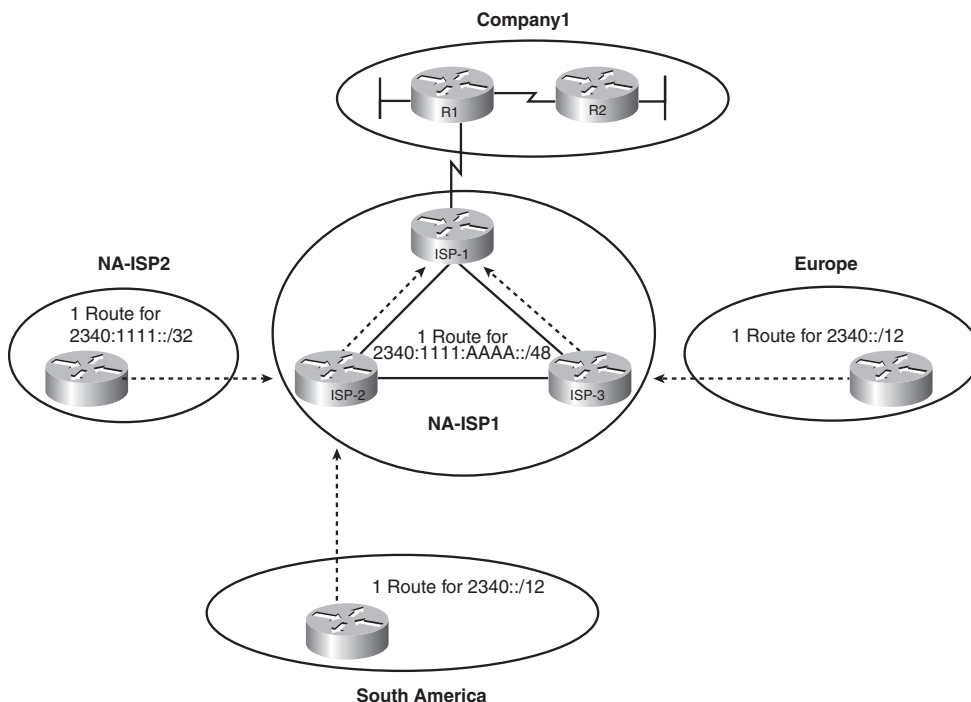 Company1
R1
R2
ISP-1
NA-ISP2
1 Route for
2340:1111::/32
1 Route for
2340:1111:AAAA::/48
ISP-2
ISP-3
NA-ISP1
Europe
1 Route for 2340::/12
1 Route for 2340::/12
South America